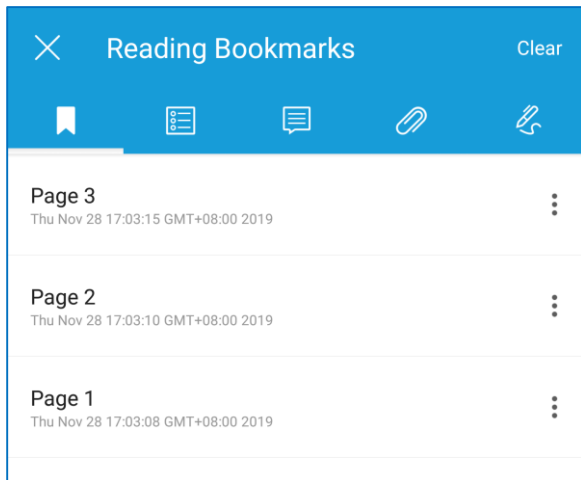 Reading Bookmarks
Clear
Page 3
Thu Nov 28 17:03:15 GMT+08:00 2019
Page 2
Thu Nov 28 17:03:10 GMT+08:00 2019
Page 1
Thu Nov 28 17:03:08 GMT+08:00 2019